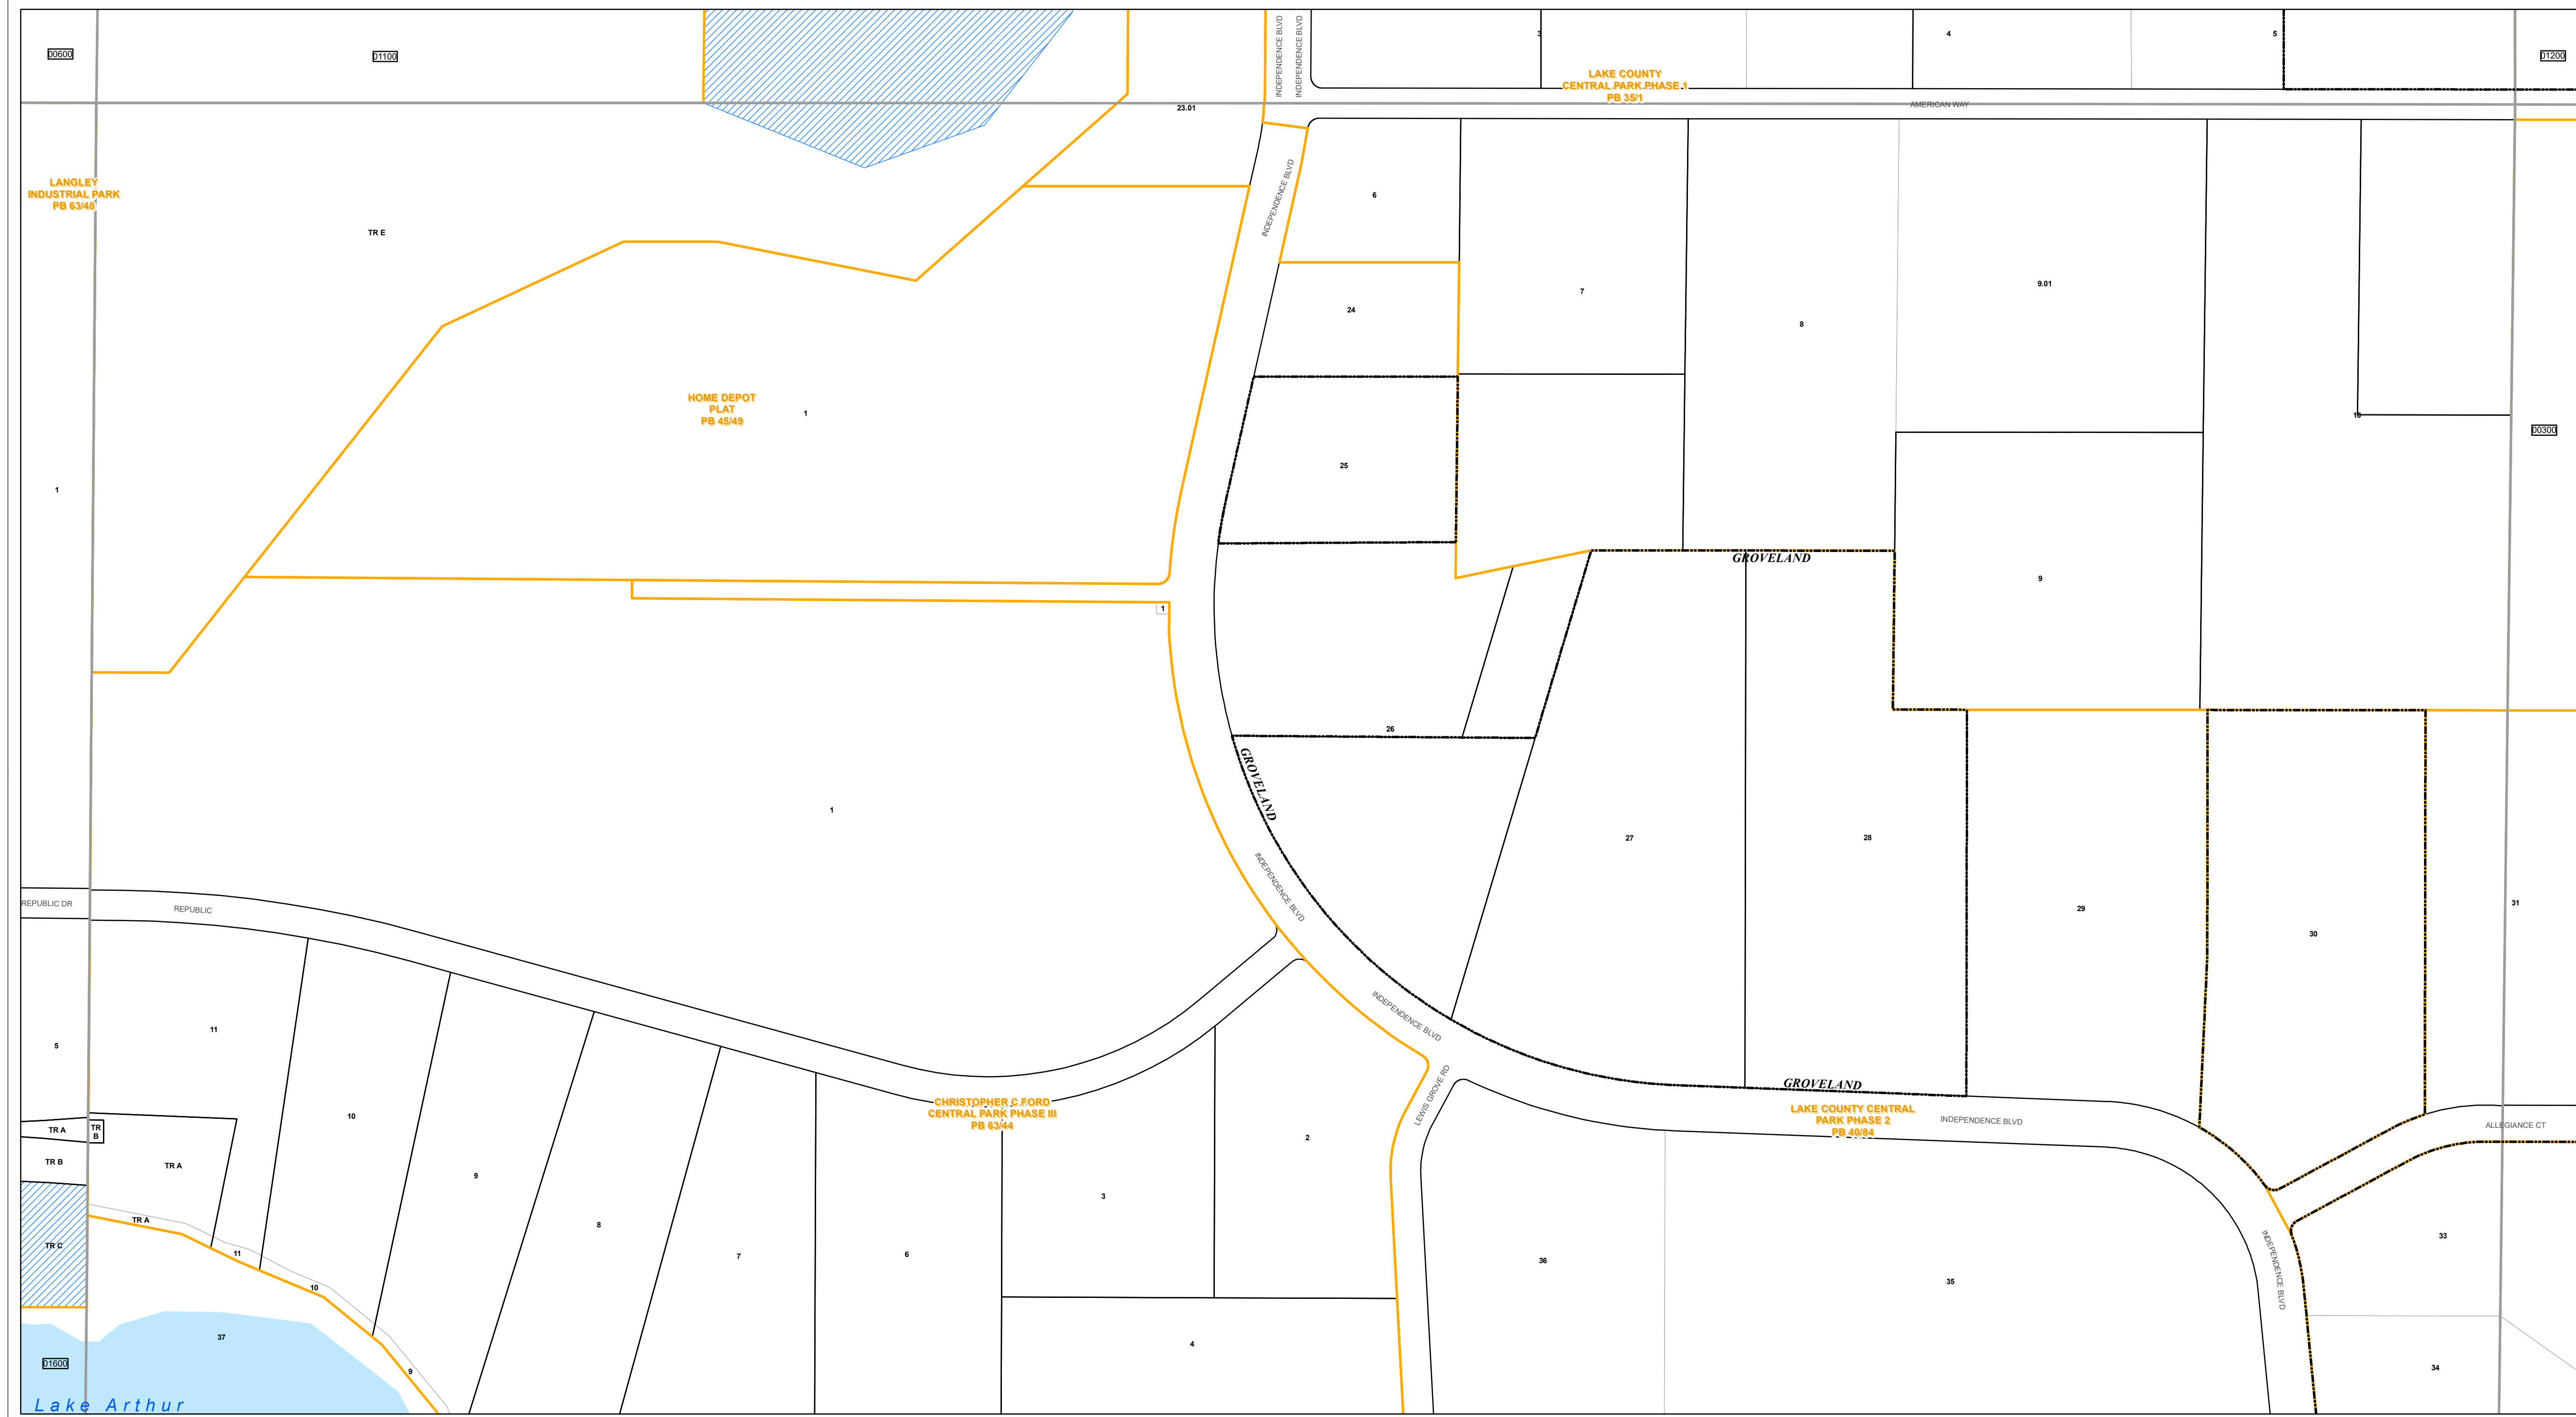 00600
01100
INDEPENDENCE BLVD
INDEPENDENCE BLVD
3
4
5
01200
LAKE COUNTY
CENTRAL PARK PHASE 1
PB 35/1
AMERICAN WAY
23.01
LANGLEY
INDUSTRIAL PARK
PB 63/48
TR E
INDEPENDENCE BLVD
6
24
7
8
9.01
HOME DEPOT
PLAT
PB 45/49
1
10
00300
25
1
GROVELAND
9
1
26
GROVELAND
1
27
28
INDEPENDENCE BLVD
REPUBLIC DR
REPUBLIC
29
31
30
11
5
INDEPENDENCE BLVD
LEWIS GROVE RD
GROVELAND
CHRISTOPHER C FORD
CENTRAL PARK PHASE III
PB 63/44
LAKE COUNTY CENTRAL
PARK PHASE 2
PB 40/84
INDEPENDENCE BLVD
ALLEGIANCE CT
10
TR A
TR
B
TR B
TR A
2
9
3
TR A
8
TR C
11
7
6
36
33
INDEPENDENCE BLVD
10
35
37
01600
9
4
34
Lake Arthur